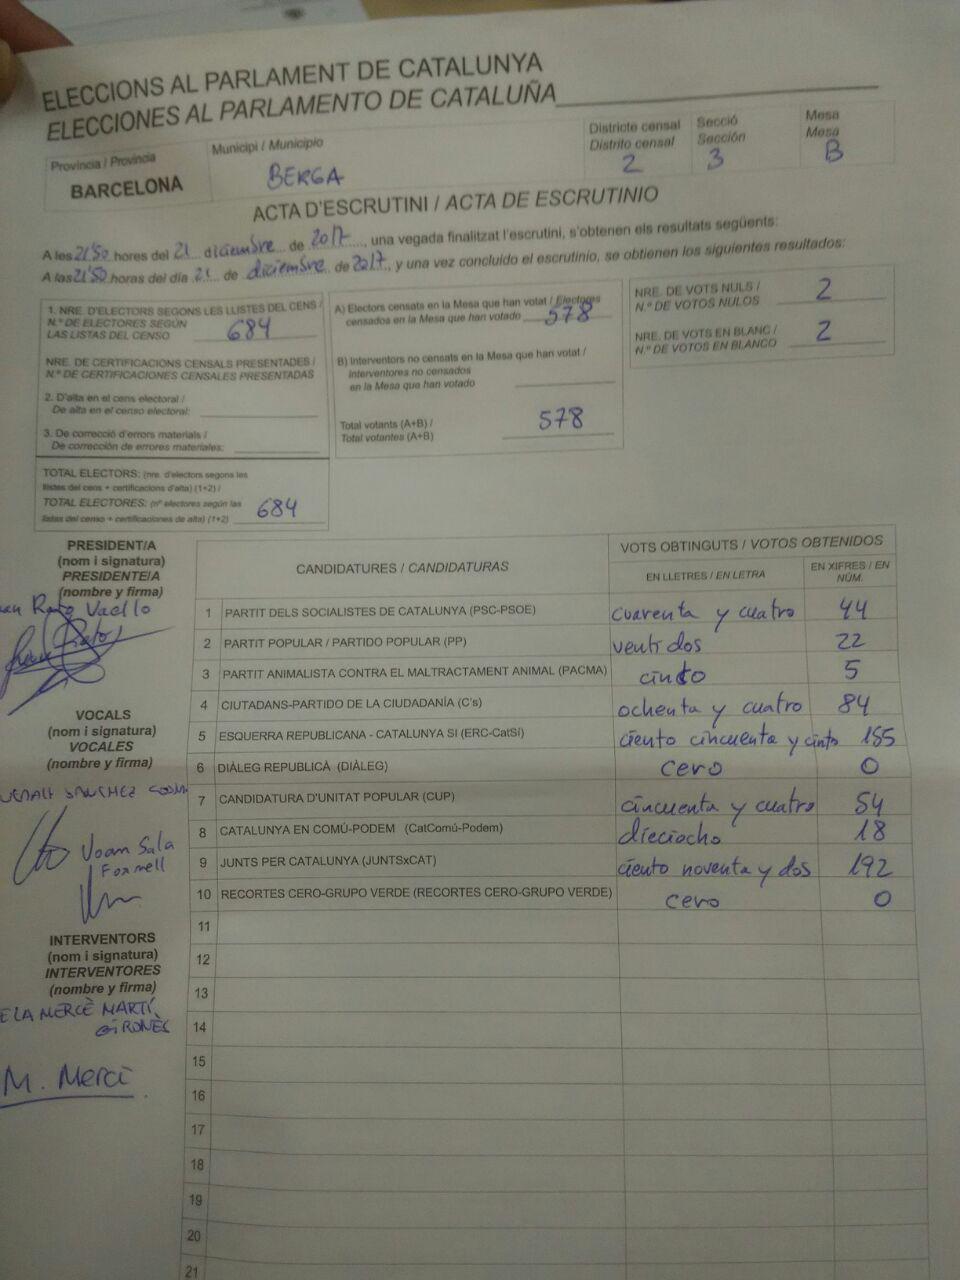 ELECCIONS AL PARLAMENT DE CATALUNYA
ELECCIONES AL PARLAMENTO DE CATALUÑA
Provincia / Provincia
BARCELONA
Municipi / Municipio
BERGA
Districte censal
Distrito censal
2
Secció
Sección
3
Mesa
Mesa
B
ACTA D'ESCRUTINI / ACTA DE ESCRUTINIO
A les 21'50 hores del 21 diciembre de 2017, una vegada finalitzat l'escrutini, s'obtenen els resultats següents:
A las 21'50 horas del día 21 de diciembre de 2017, y una vez concluido el escrutinio, se obtienen los siguientes resultados:
1. NRE. D'ELECTORS SEGONS LES LLISTES DEL CENS /
N.º DE ELECTORES SEGÚN
LAS LISTAS DEL CENSO 684
NRE. DE CERTIFICACIONS CENSALS PRESENTADES /
N.º DE CERTIFICACIONES CENSALES PRESENTADAS
2. D'alta en el cens electoral /
De alta en el censo electoral:
3. De correcció d'errors materials /
De corrección de errores materiales:
TOTAL ELECTORS: (nre. d'electors segons les
llistes del cens + certificacions d'alta) (1+2) /
TOTAL ELECTORES: (nº electores según las
listas del censo + certificaciones de alta) (1+2) 684
A) Electors censats en la Mesa que han votat / Electores
censados en la Mesa que han votado 578
B) Interventors no censats en la Mesa que han votat /
Interventores no censados
en la Mesa que han votado
Total votants (A+B) /
Total votantes (A+B) 578
NRE. DE VOTS NULS /
N.º DE VOTOS NULOS 2
NRE. DE VOTS EN BLANC /
N.º DE VOTOS EN BLANCO 2
PRESIDENT/A
(nom i signatura)
PRESIDENTE/A
(nombre y firma)
Vaello
VOCALS
(nom i signatura)
VOCALES
(nombre y firma)
SANCHEZ
Joan Sala
Fornell
INTERVENTORS
(nom i signatura)
INTERVENTORES
(nombre y firma)
ELA MERCÈ MARTÍ
GIRONÈS
M. Mercè
CANDIDATURES / CANDIDATURAS
VOTS OBTINGUTS / VOTOS OBTENIDOS
EN LLETRES / EN LETRA
EN XIFRES / EN
NÚM.
1 PARTIT DELS SOCIALISTES DE CATALUNYA (PSC-PSOE) cuarenta y cuatro 44
2 PARTIT POPULAR / PARTIDO POPULAR (PP) ventidos 22
3 PARTIT ANIMALISTA CONTRA EL MALTRACTAMENT ANIMAL (PACMA) cinco 5
4 CIUTADANS-PARTIDO DE LA CIUDADANÍA (C's) ochenta y cuatro 84
5 ESQUERRA REPUBLICANA - CATALUNYA SI (ERC-CatSí) ciento cincuenta y cinco 155
6 DIÀLEG REPUBLICÀ (DIÀLEG) cero 0
7 CANDIDATURA D'UNITAT POPULAR (CUP) cincuenta y cuatro 54
8 CATALUNYA EN COMÚ-PODEM (CatComú-Podem) dieciocho 18
9 JUNTS PER CATALUNYA (JUNTSxCAT) ciento noventa y dos 192
10 RECORTES CERO-GRUPO VERDE (RECORTES CERO-GRUPO VERDE) cero 0
11
12
13
14
15
16
17
18
19
20
21